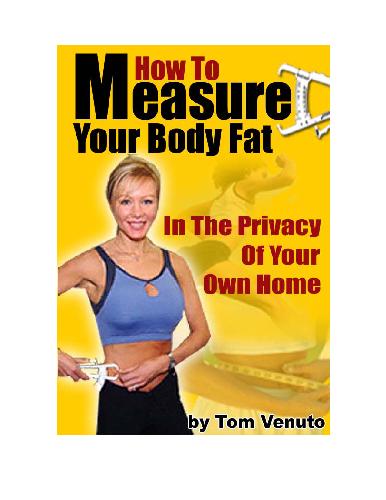 How To
Measure
Your Body Fat
In The Privacy
Of Your
Own Home
by Tom Venuto